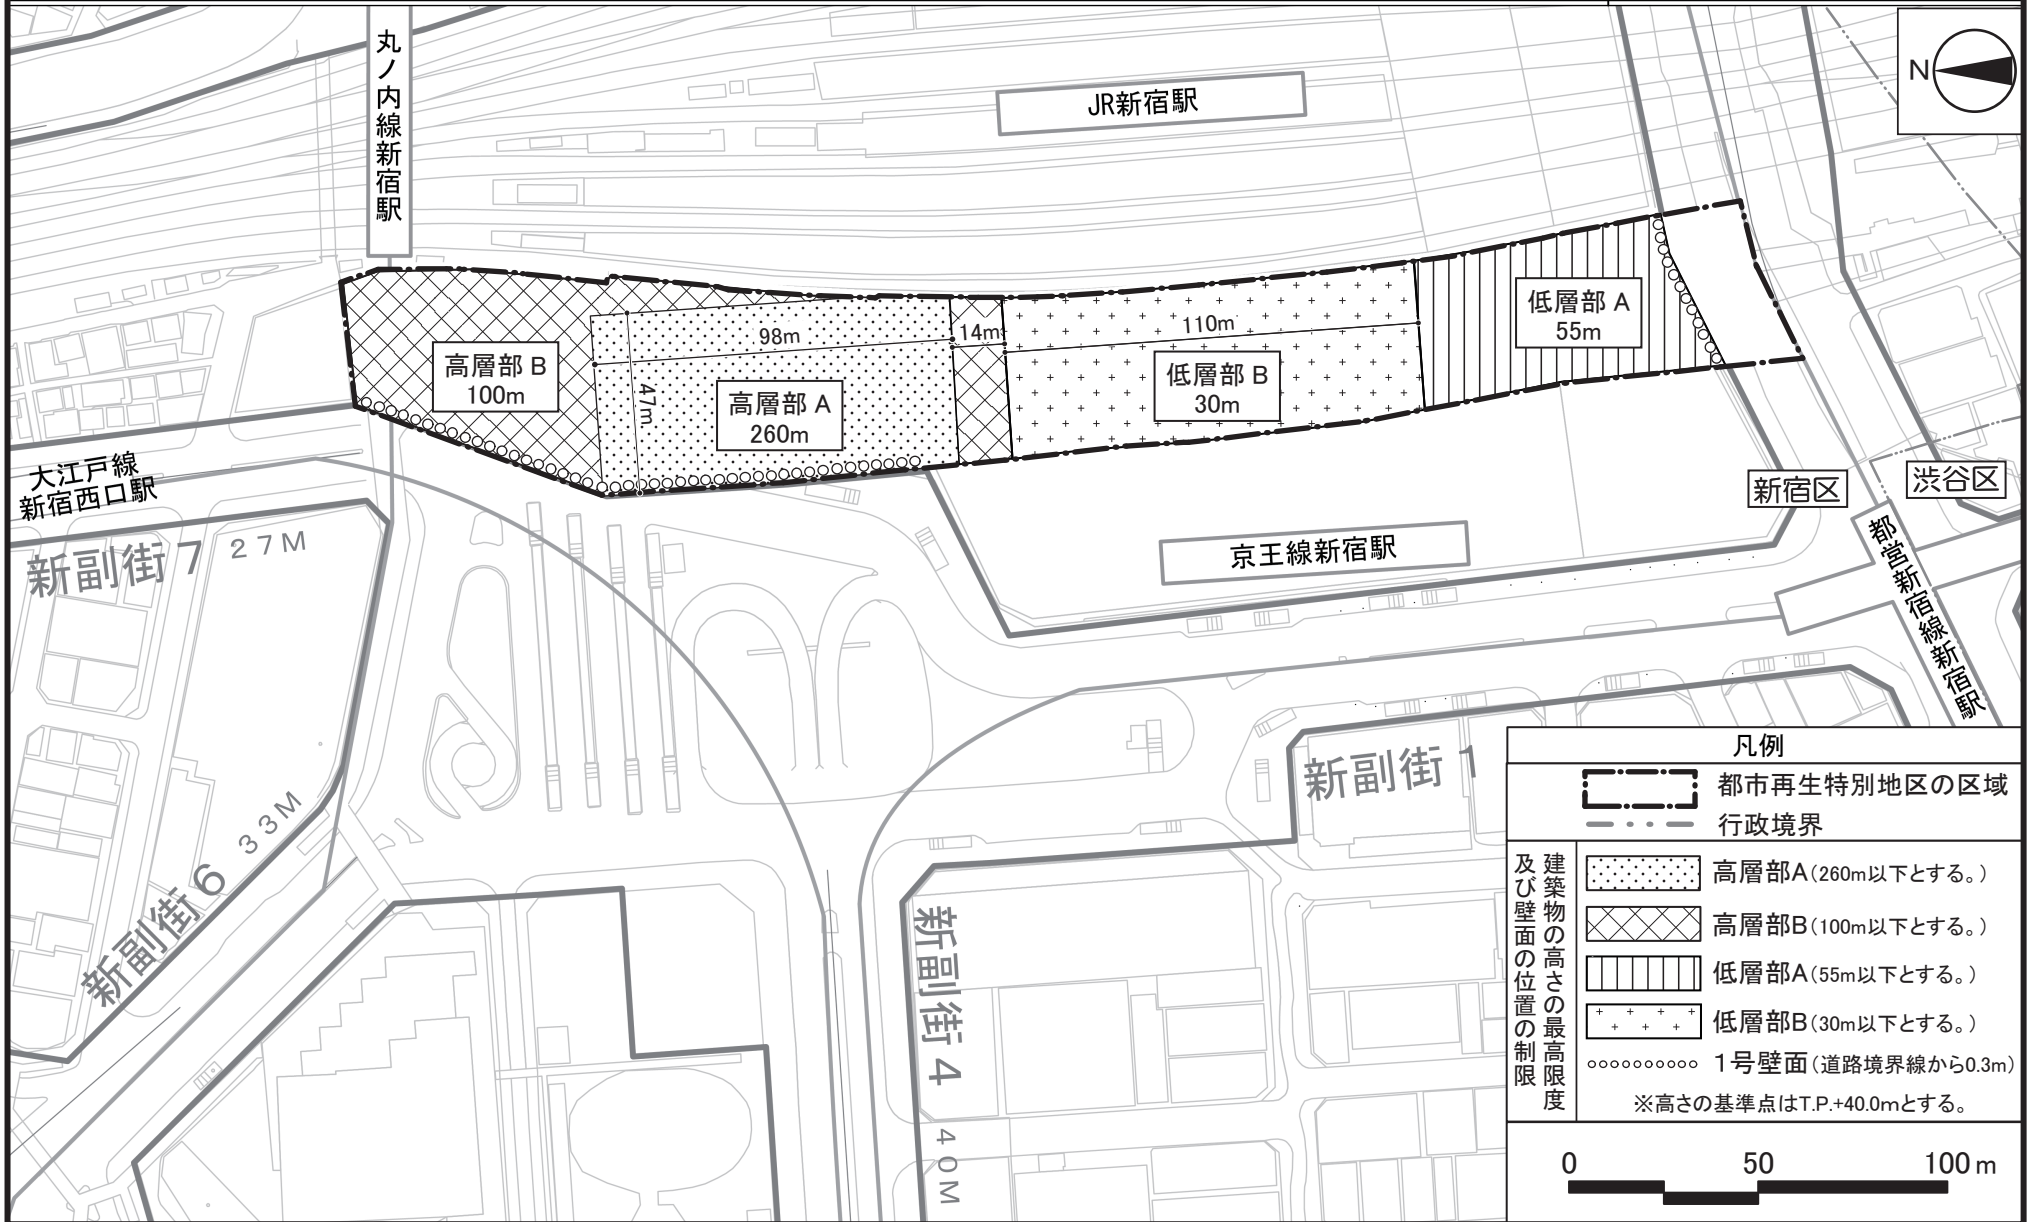 丸ノ内線新宿駅
JR新宿駅
N
高層部 B
100m
98m
14m
110m
47m
高層部 A
260m
低層部 B
30m
低層部 A
55m
大江戸線
新宿西口駅
新副街7 27M
京王線新宿駅
新宿区
渋谷区
都営新宿線新宿駅
新副街6 33M
新副街4 40M
新副街1
凡例
都市再生特別地区の区域
行政境界
建築物の高さの最高限度
及び壁面の位置の制限
高層部A(260m以下とする。)
高層部B(100m以下とする。)
低層部A(55m以下とする。)
低層部B(30m以下とする。)
1号壁面(道路境界線から0.3m)
※高さの基準点はT.P.+40.0mとする。
0 50 100 m